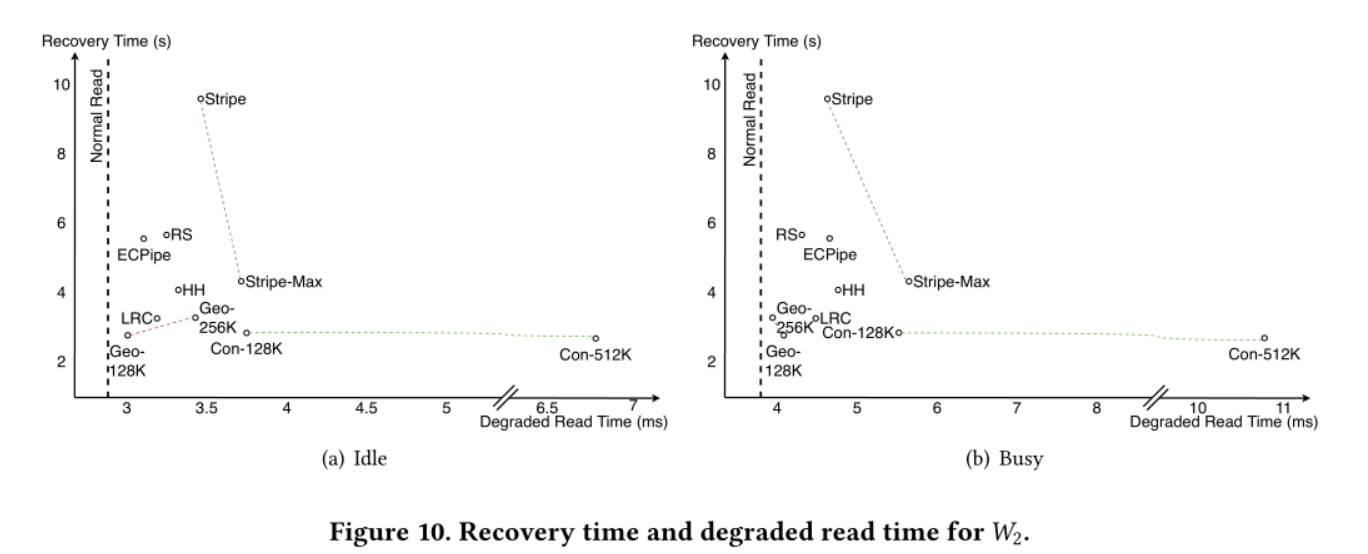 Recovery Time (s)
10
8
6
4
2
Normal Read
Stripe
RS
ECPipe
Stripe-Max
HH
LRC
Geo-
256K
Con-128K
Geo-
128K
Con-512K
3 3.5 4 4.5 5 6.5 7
Degraded Read Time (ms)
(a) Idle
Recovery Time (s)
10
8
6
4
2
Normal Read
Stripe
RS
ECPipe
Stripe-Max
HH
Geo-
256K
LRC
Con-128K
Geo-
128K
Con-512K
4 5 6 7 8 10 11
Degraded Read Time (ms)
(b) Busy
Figure 10. Recovery time and degraded read time for W₂.